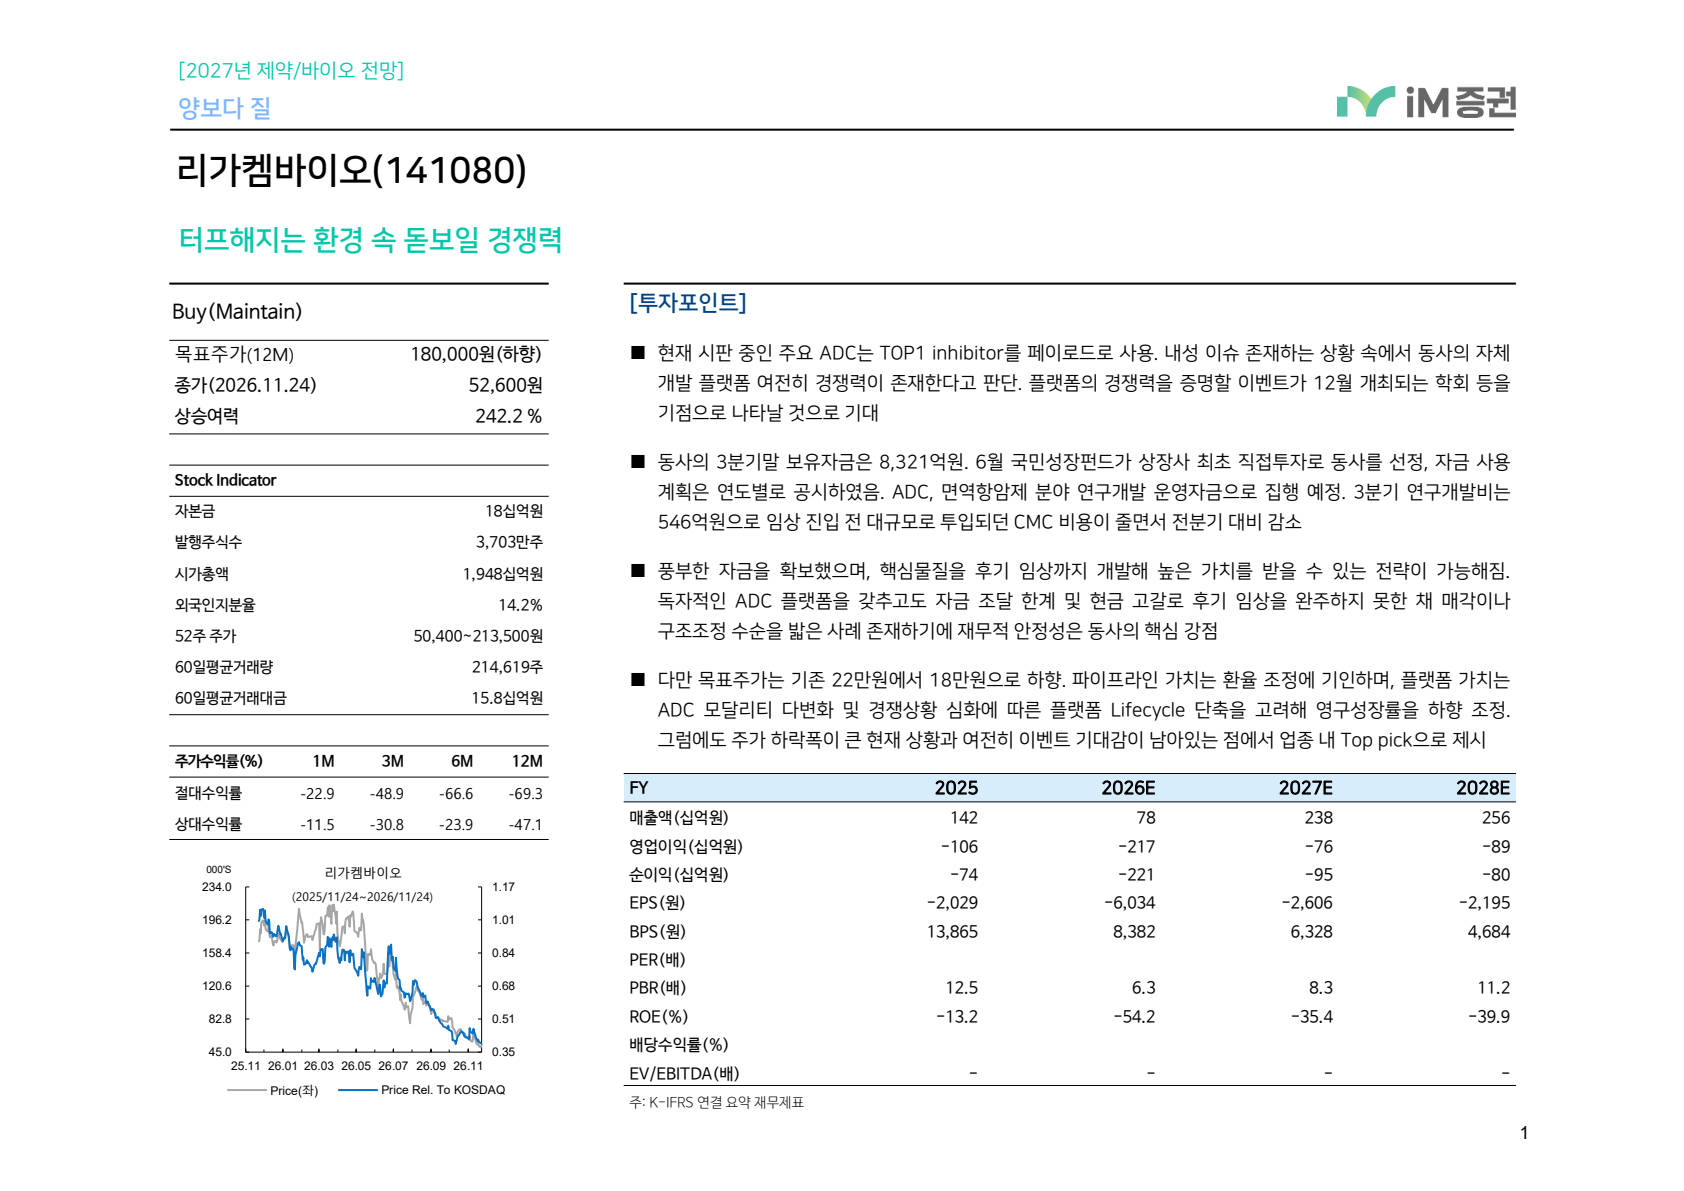 [2027년 제약/바이오 전망]
양보다 질
iM증권
리가켐바이오(141080)
터프해지는 환경 속 돋보일 경쟁력
Buy(Maintain)
목표주가(12M) 180,000원(하향)
종가(2026.11.24) 52,600원
상승여력 242.2 %
Stock Indicator
자본금 18십억원
발행주식수 3,703만주
시가총액 1,948십억원
외국인지분율 14.2%
52주 주가 50,400~213,500원
60일평균거래량 214,619주
60일평균거래대금 15.8십억원
주가수익률(%) 1M 3M 6M 12M
절대수익률 -22.9 -48.9 -66.6 -69.3
상대수익률 -11.5 -30.8 -23.9 -47.1
000'S 리가켐바이오
(2025/11/24~2026/11/24)
234.0 1.17
196.2 1.01
158.4 0.84
120.6 0.68
82.8 0.51
45.0 0.35
25.11 26.01 26.03 26.05 26.07 26.09 26.11
Price(좌) Price Rel. To KOSDAQ
[투자포인트]
■ 현재 시판 중인 주요 ADC는 TOP1 inhibitor를 페이로드로 사용. 내성 이슈 존재하는 상황 속에서 동사의 자체
개발 플랫폼 여전히 경쟁력이 존재한다고 판단. 플랫폼의 경쟁력을 증명할 이벤트가 12월 개최되는 학회 등을
기점으로 나타날 것으로 기대
■ 동사의 3분기말 보유자금은 8,321억원. 6월 국민성장펀드가 상장사 최초 직접투자로 동사를 선정, 자금 사용
계획은 연도별로 공시하였음. ADC, 면역항암제 분야 연구개발 운영자금으로 집행 예정. 3분기 연구개발비는
546억원으로 임상 진입 전 대규모로 투입되던 CMC 비용이 줄면서 전분기 대비 감소
■ 풍부한 자금을 확보했으며, 핵심물질을 후기 임상까지 개발해 높은 가치를 받을 수 있는 전략이 가능해짐.
독자적인 ADC 플랫폼을 갖추고도 자금 조달 한계 및 현금 고갈로 후기 임상을 완주하지 못한 채 매각이나
구조조정 수순을 밟은 사례 존재하기에 재무적 안정성은 동사의 핵심 강점
■ 다만 목표주가는 기존 22만원에서 18만원으로 하향. 파이프라인 가치는 환율 조정에 기인하며, 플랫폼 가치는
ADC 모달리티 다변화 및 경쟁상황 심화에 따른 플랫폼 Lifecycle 단축을 고려해 영구성장률을 하향 조정.
그럼에도 주가 하락폭이 큰 현재 상황과 여전히 이벤트 기대감이 남아있는 점에서 업종 내 Top pick으로 제시
FY 2025 2026E 2027E 2028E
매출액(십억원) 142 78 238 256
영업이익(십억원) -106 -217 -76 -89
순이익(십억원) -74 -221 -95 -80
EPS(원) -2,029 -6,034 -2,606 -2,195
BPS(원) 13,865 8,382 6,328 4,684
PER(배)
PBR(배) 12.5 6.3 8.3 11.2
ROE(%) -13.2 -54.2 -35.4 -39.9
배당수익률(%)
EV/EBITDA(배) - - - -
주: K-IFRS 연결 요약 재무제표
1